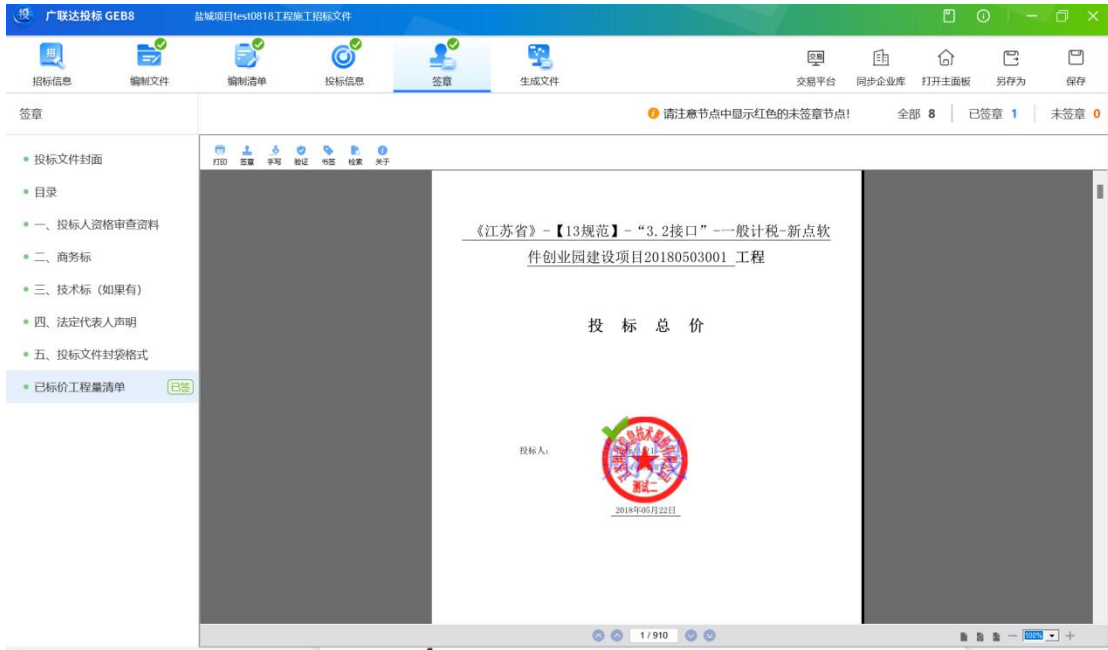 投 广联达投标 GEB8 盐城项目test0818工程施工招标文件
招标信息 编制文件 编制清单 投标信息 签章 生成文件 交易平台 同步企业库 打开主面板 另存为 保存
签章 请注意节点中显示红色的未签章节点! 全部 8 已签章 1 未签章 0
打印 签章 手写 验证 书签 检索 关于
投标文件封面
目录
一、投标人资格审查资料
二、商务标
三、技术标（如果有）
四、法定代表人声明
五、投标文件封袋格式
已标价工程量清单 已签
《江苏省》-【13规范】-“3.2接口”-一般计税-新点软
件创业园建设项目20180503001 工程
投 标 总 价
投标人:
测试二
2018年05月22日
1 / 910 100%